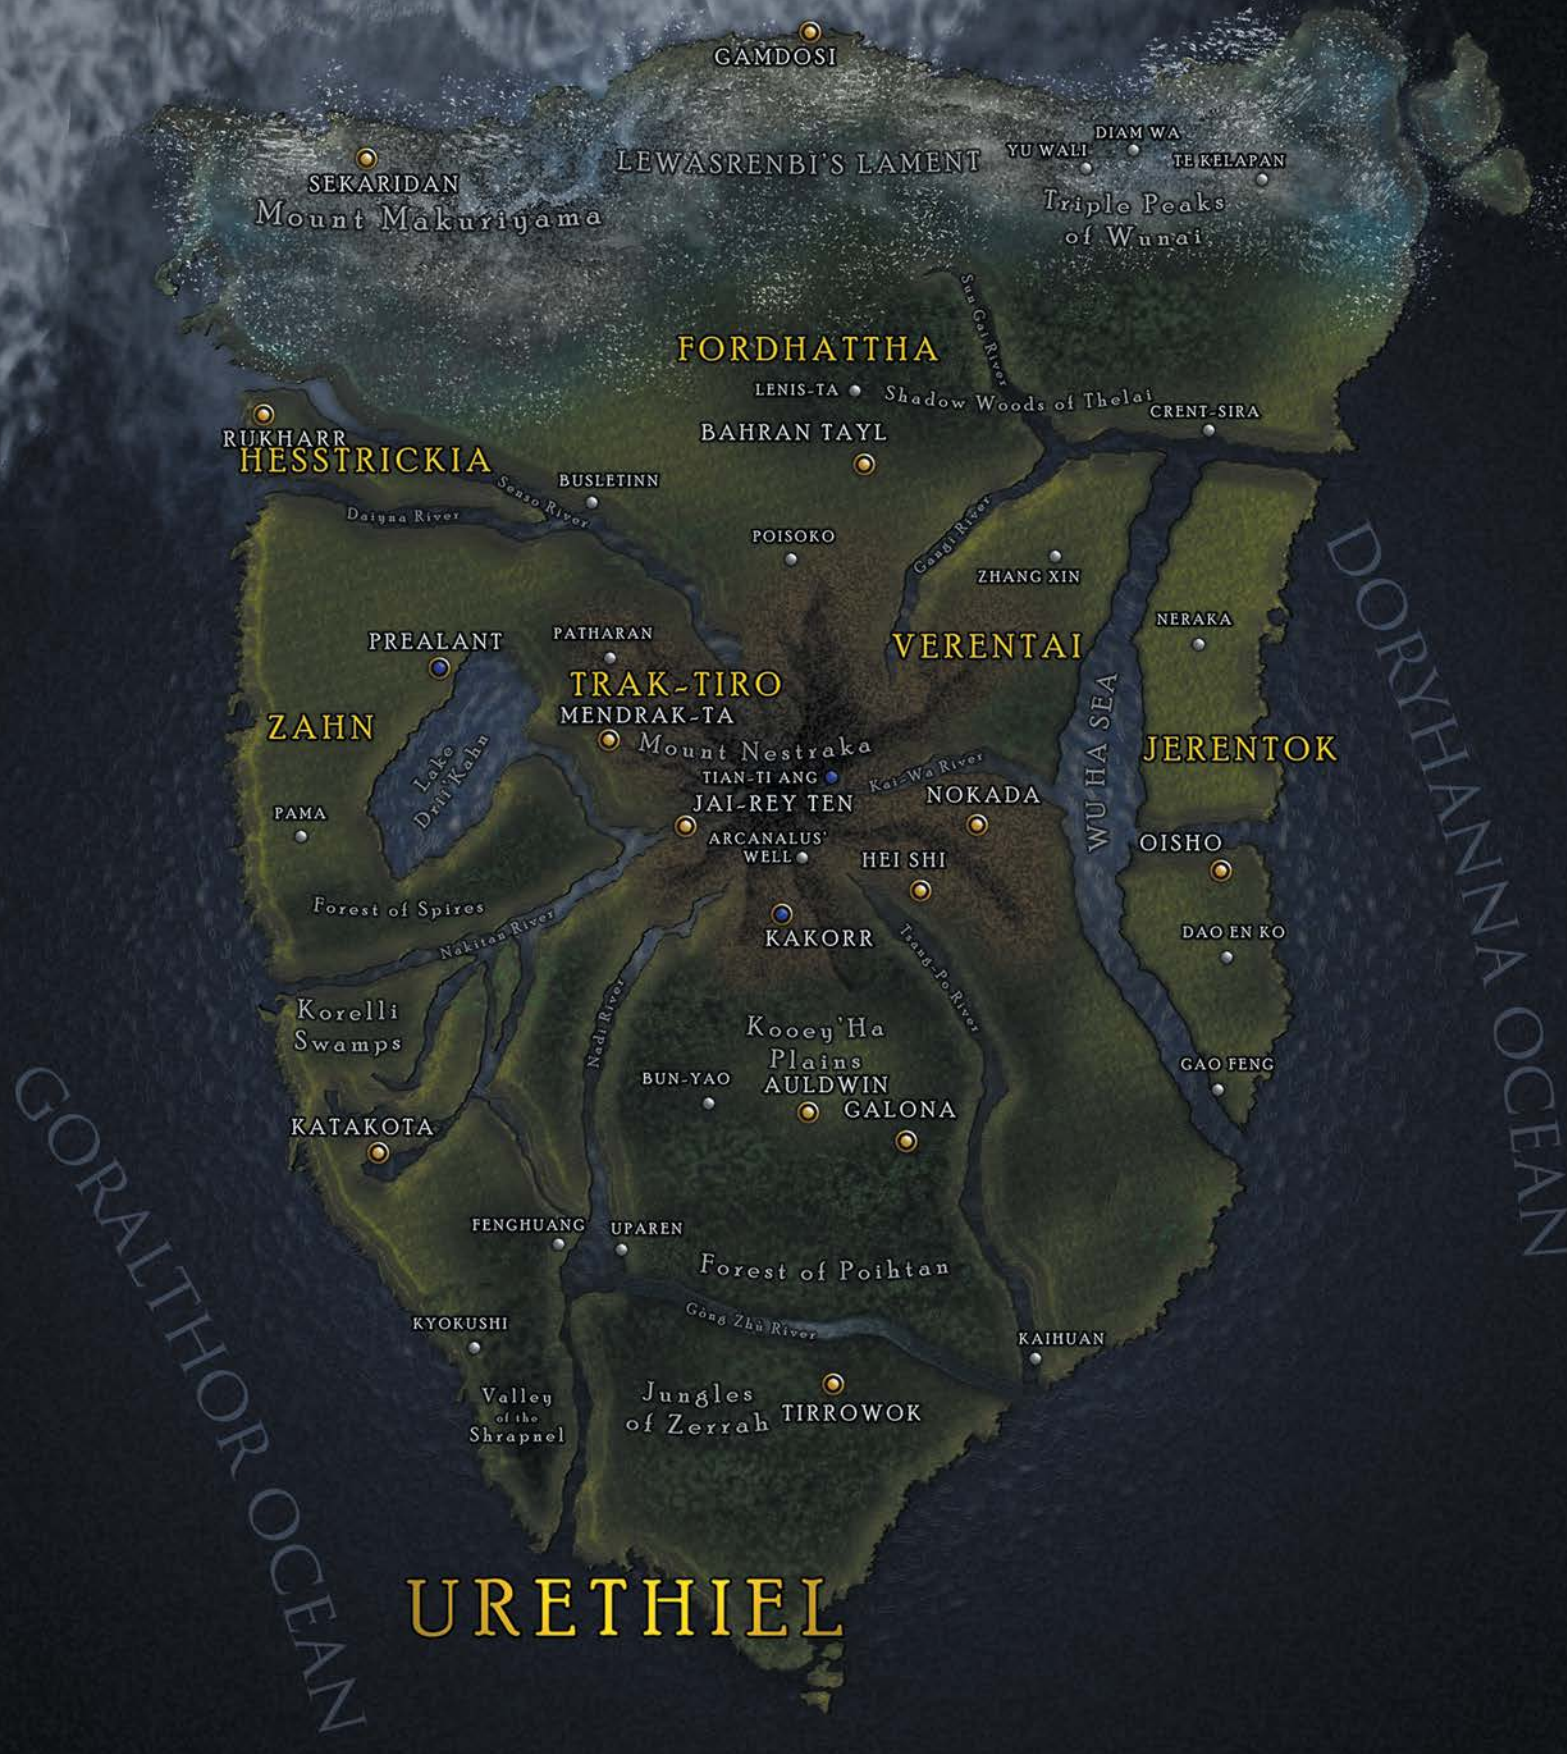 GAMDOSI
DIAM WA
YU WALI
TE KELAPAN
LEWASRENBI'S LAMENT
SEKARIDAN
Mount Makuriyama
Triple Peaks
of Wunai
Sun Gai River
FORDHATTHA
LENIS-TA
Shadow Woods of Thelai
CRENT-SIRA
RUKHARR
BAHRAN TAYL
HESSTRICKIA
BUSLETINN
Senso River
Daiyna River
POISOKO
Gangi River
ZHANG XIN
DORYHANNA OCEAN
NERAKA
PREALANT
PATHARAN
VERENTAI
TRAK-TIRO
MENDRAK-TA
ZAHN
Mount Nestraka
JERENTOK
WU HA SEA
Lake
Drij'Kahn
TIAN-TI ANG
Kai-Wa River
JAI-REY TEN
NOKADA
PAMA
ARCANALUS'
WELL
HEI SHI
OISHO
Forest of Spires
Nakitan River
KAKORR
Tsang-Po River
DAO EN KO
Korelli
Swamps
Nadi River
Kooey'Ha
Plains
GAO FENG
BUN-YAO
AULDWIN
GALONA
KATAKOTA
GORALTHOR OCEAN
FENGHUANG
UPAREN
Forest of Poihtan
KYOKUSHI
Gòng Zhù River
KAIHUAN
Valley
of the
Shrapnel
Jungles
of Zerrah
TIRROWOK
URETHIEL